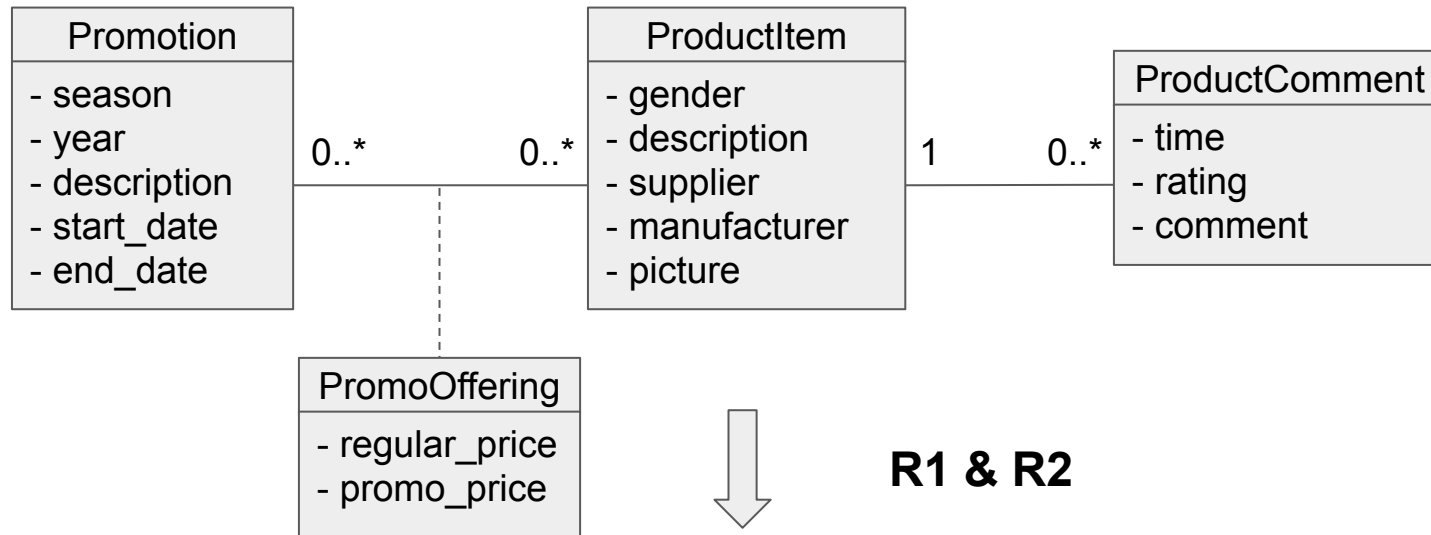 Promotion
- season
- year
- description
- start_date
- end_date
0..*
0..*
ProductItem
- gender
- description
- supplier
- manufacturer
- picture
1
0..*
ProductComment
- time
- rating
- comment
PromoOffering
- regular_price
- promo_price
R1 & R2